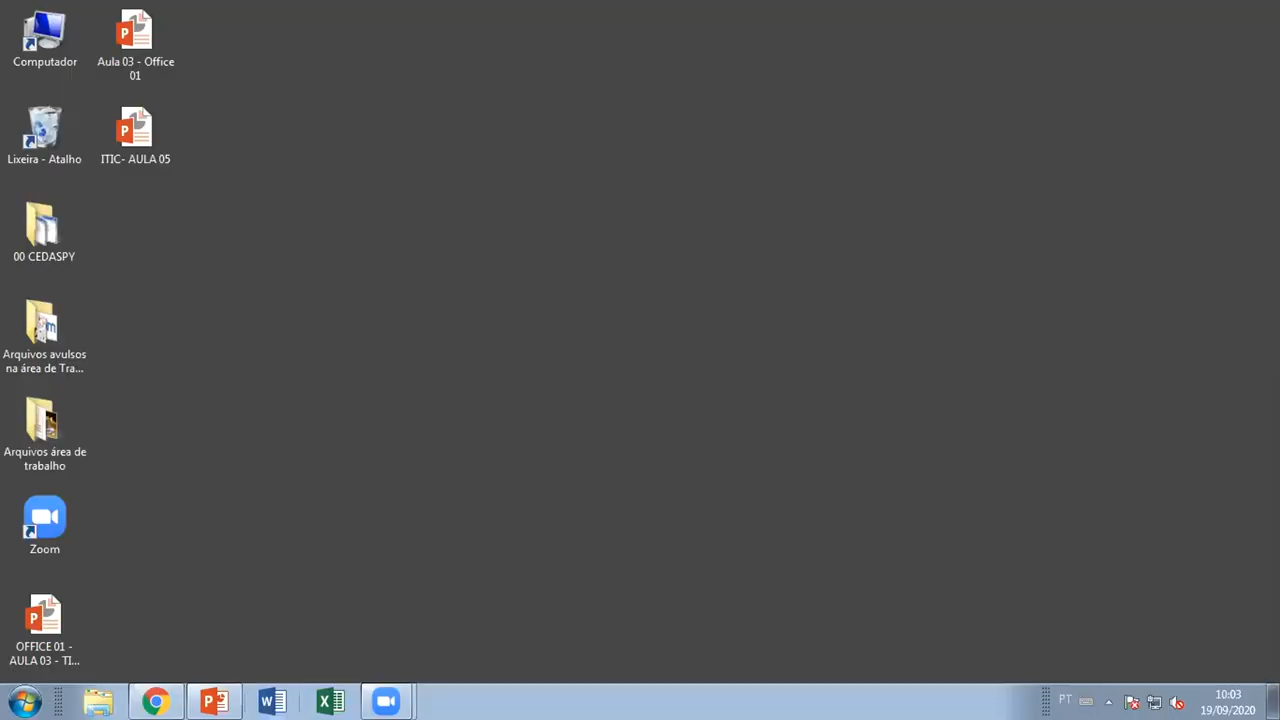 Computador
Aula 03 - Office
01
Lixeira - Atalho
ITIC- AULA 05
00 CEDASPY
Arquivos avulsos
na área de Tra...
Arquivos área de
trabalho
Zoom
OFFICE 01 -
AULA 03 - TI...
PT
10:03
19/09/2020